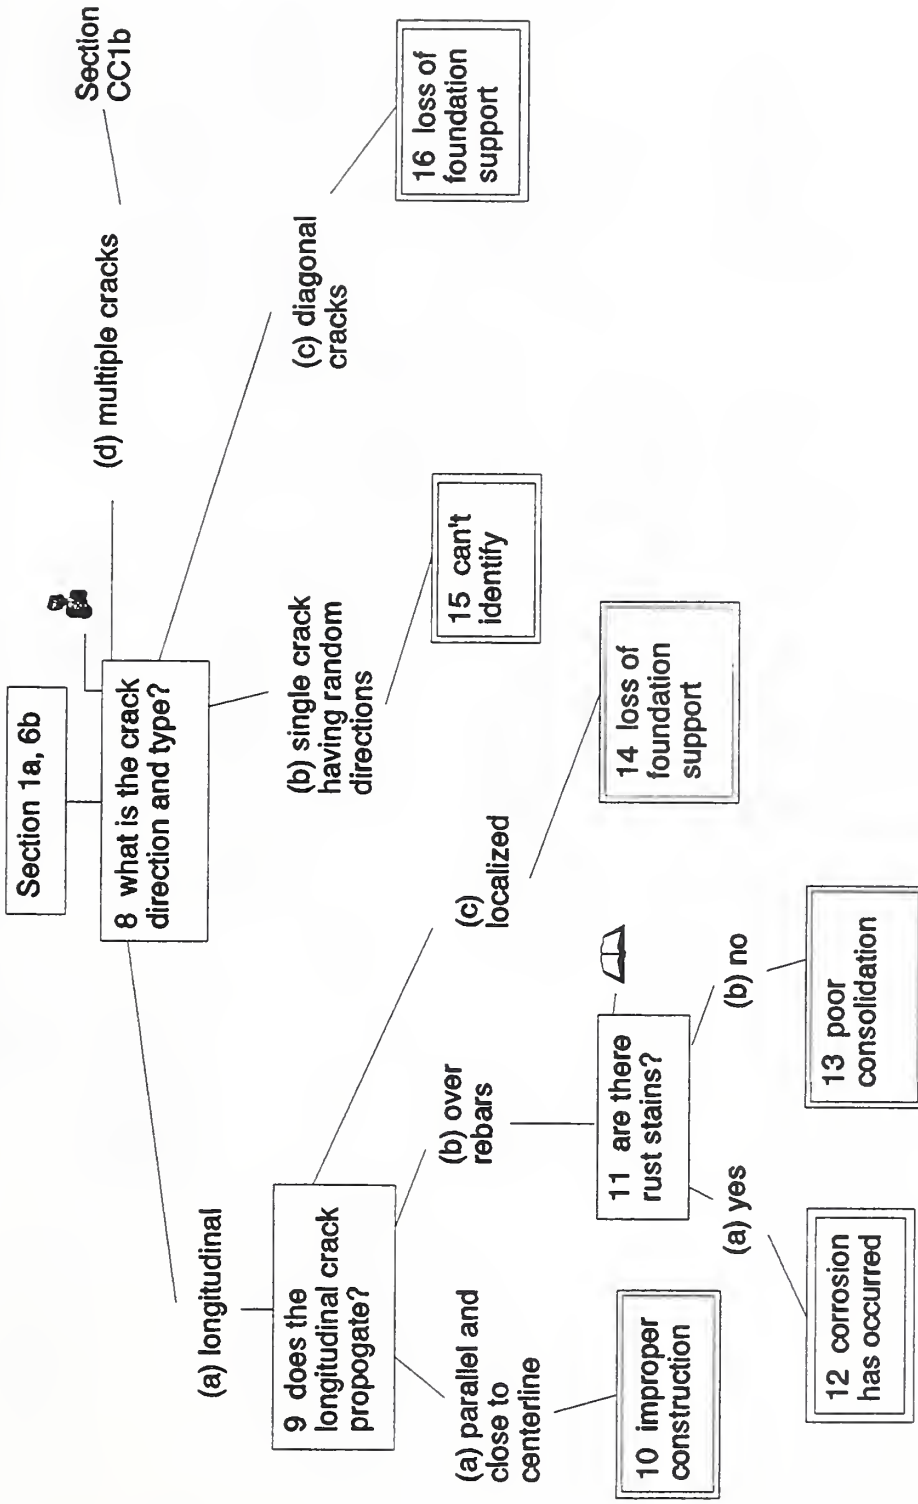 Section 1a, 6b
8 what is the crack
direction and type?
(a) longitudinal
9 does the
longitudinal crack
propogate?
(a) parallel and
close to
centerline
10 improper
construction
(b) over
rebars
11 are there
rust stains?
(a) yes
12 corrosion
has occurred
(b) no
13 poor
consolidation
(c)
localized
14 loss of
foundation
support
(b) single crack
having random
directions
15 can't
identify
(c) diagonal
cracks
16 loss of
foundation
support
(d) multiple cracks
Section
CC1b